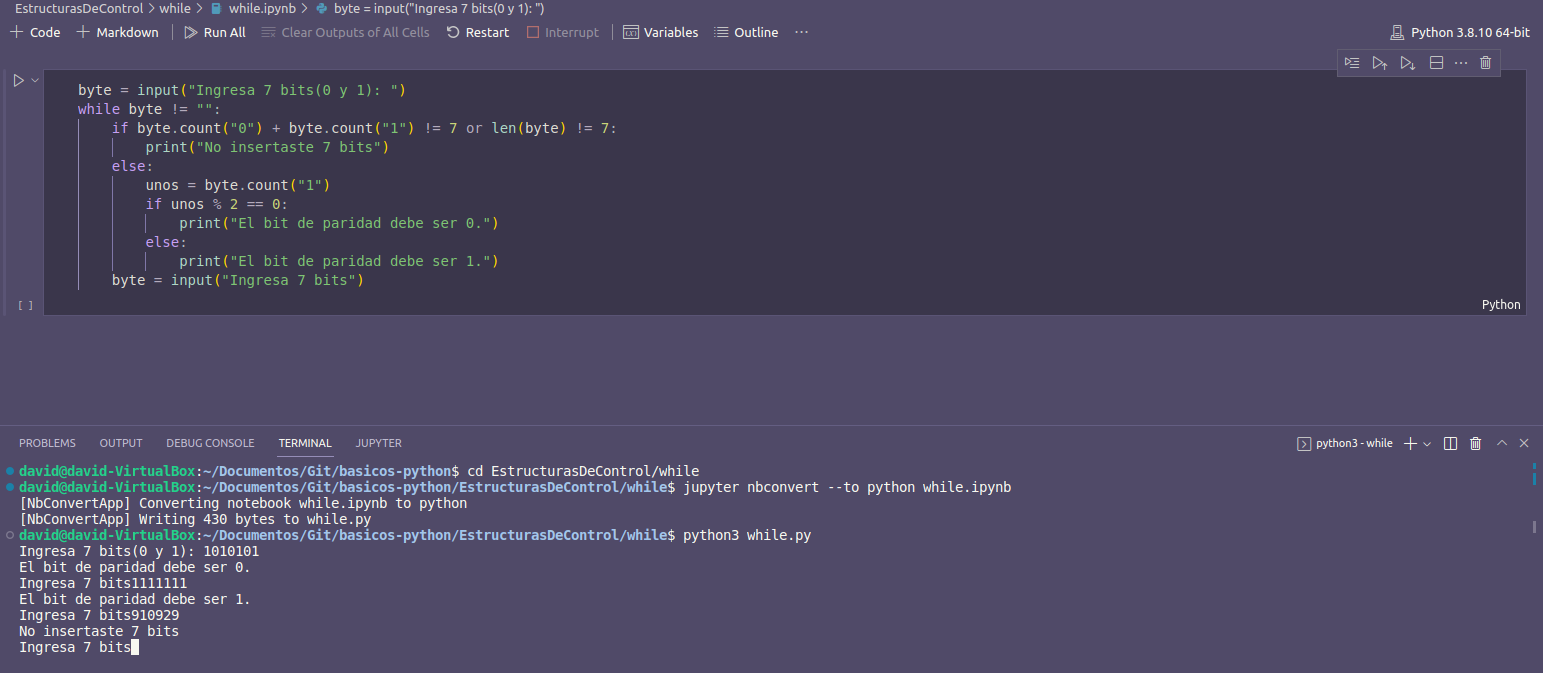 EstructurasDeControl > while > while.ipynb > byte = input("Ingresa 7 bits(0 y 1): ")
+ Code + Markdown Run All Clear Outputs of All Cells Restart Interrupt Variables Outline ··· Python 3.8.10 64-bit
byte = input("Ingresa 7 bits(0 y 1): ")
while byte != "":
if byte.count("0") + byte.count("1") != 7 or len(byte) != 7:
print("No insertaste 7 bits")
else:
unos = byte.count("1")
if unos % 2 == 0:
print("El bit de paridad debe ser 0.")
else:
print("El bit de paridad debe ser 1.")
byte = input("Ingresa 7 bits")
[ ] Python
PROBLEMS OUTPUT DEBUG CONSOLE TERMINAL JUPYTER python3 - while
david@david-VirtualBox:~/Documentos/Git/basicos-python$ cd EstructurasDeControl/while
david@david-VirtualBox:~/Documentos/Git/basicos-python/EstructurasDeControl/while$ jupyter nbconvert --to python while.ipynb
[NbConvertApp] Converting notebook while.ipynb to python
[NbConvertApp] Writing 430 bytes to while.py
david@david-VirtualBox:~/Documentos/Git/basicos-python/EstructurasDeControl/while$ python3 while.py
Ingresa 7 bits(0 y 1): 1010101
El bit de paridad debe ser 0.
Ingresa 7 bits1111111
El bit de paridad debe ser 1.
Ingresa 7 bits910929
No insertaste 7 bits
Ingresa 7 bits